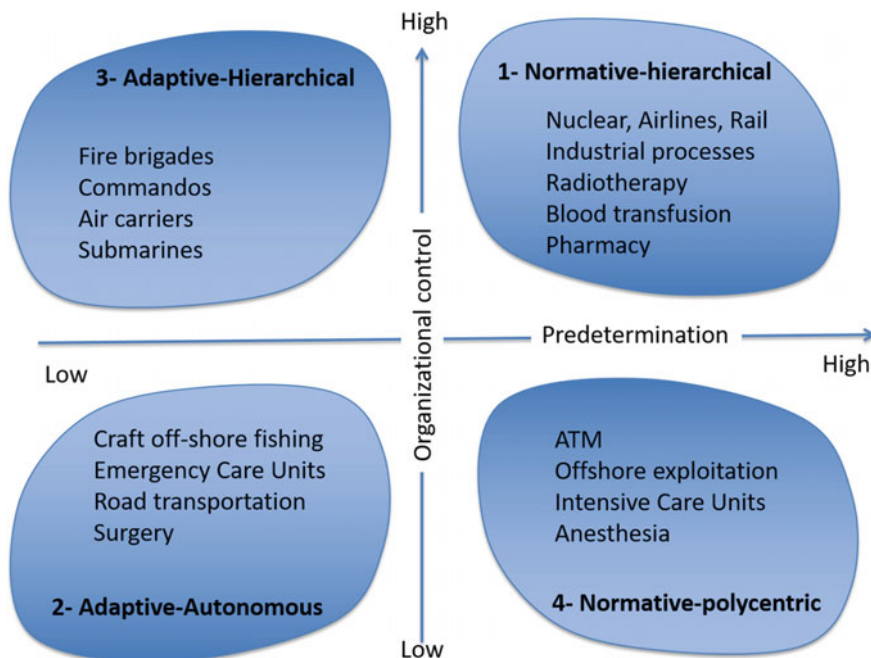 High
3- Adaptive-Hierarchical
Fire brigades
Commandos
Air carriers
Submarines
1- Normative-hierarchical
Nuclear, Airlines, Rail
Industrial processes
Radiotherapy
Blood transfusion
Pharmacy
Organizational control
Predetermination
Low
High
Craft off-shore fishing
Emergency Care Units
Road transportation
Surgery
2- Adaptive-Autonomous
ATM
Offshore exploitation
Intensive Care Units
Anesthesia
4- Normative-polycentric
Low